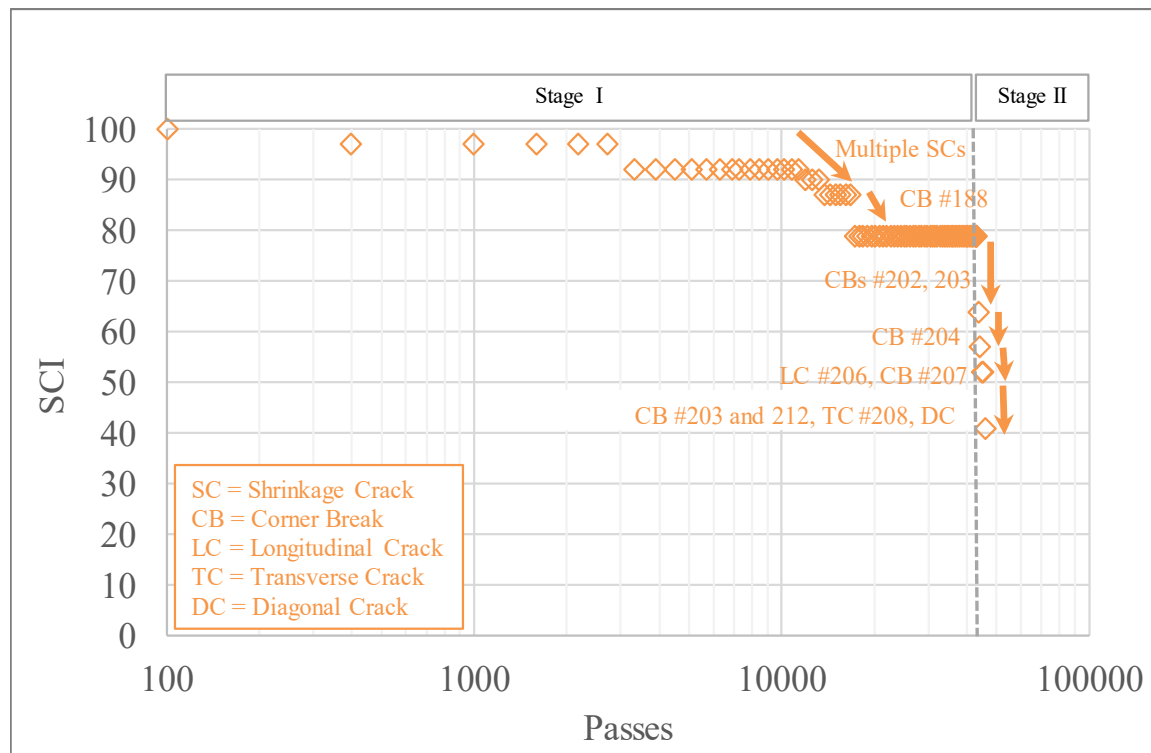 Stage I
Stage II
100
90
80
70
60
50
40
30
20
10
0
SCI
Multiple SCs
CB #188
CBs #202, 203
CB #204
LC #206, CB #207
CB #203 and 212, TC #208, DC
SC = Shrinkage Crack
CB = Corner Break
LC = Longitudinal Crack
TC = Transverse Crack
DC = Diagonal Crack
100
1000
10000
100000
Passes